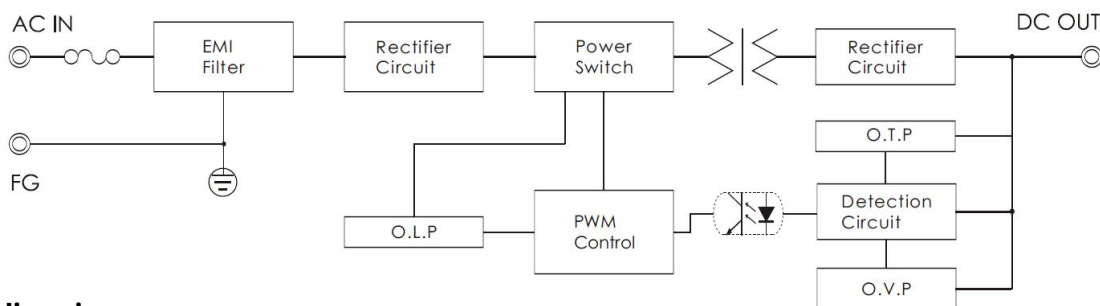 AC IN
DC OUT
EMI
Filter
Rectifier
Circuit
Power
Switch
Rectifier
Circuit
FG
O.T.P
O.L.P
PWM
Control
Detection
Circuit
O.V.P